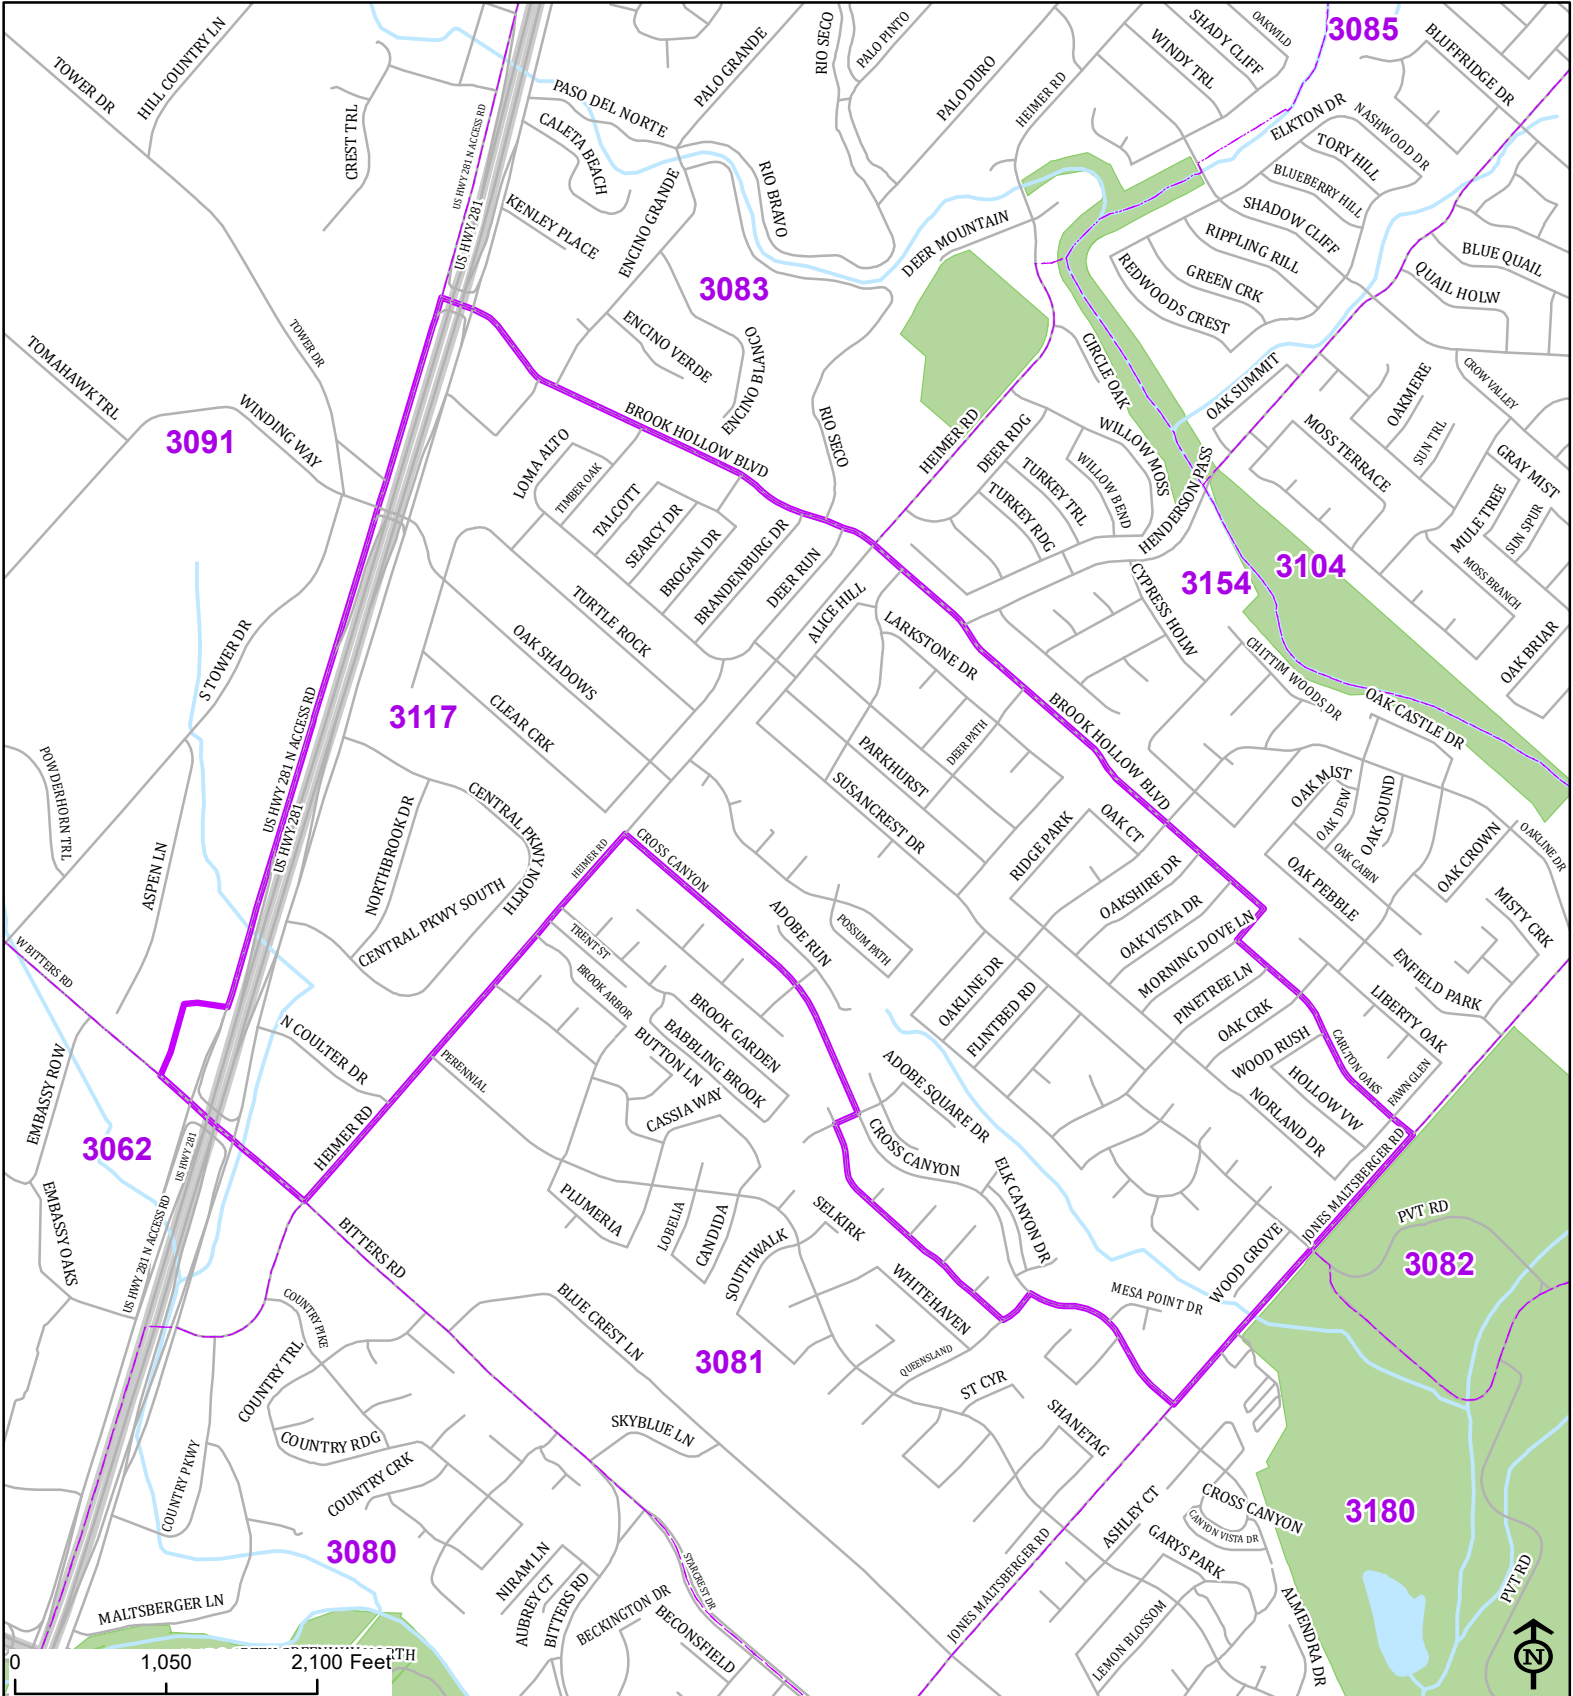 3085
SHADY CLIFF
OAKWILD
WINDY TRL
BLUFFRIDGE DR
TOWER DR
HILL COUNTRY LN
CREST TRL
US HWY 281 N ACCESS RD
US HWY 281
PASO DEL NORTE
PALO GRANDE
RIO SECO
PALO PINTO
PALO DURO
HEIMER RD
CALETA BEACH
KENLEY PLACE
ENCINO GRANDE
RIO BRAVO
DEER MOUNTAIN
ELKTON DR
NASHWOOD DR
TORY HILL
BLUEBERRY HILL
SHADOW CLIFF
RIPPLING RILL
GREEN CRK
REDWOODS CREST
BLUE QUAIL
QUAIL HOLW
3083
ENCINO VERDE
ENCINO BLANCO
TOWER DR
TOMAHAWK TRL
WINDING WAY
3091
BROOK HOLLOW BLVD
RIO SECO
HEIMER RD
CIRCLE OAK
OAK SUMMIT
OAKMERE
CROW VALLEY
SUN TRL
MOSS TERRACE
GRAY MIST
MULE TREE
SUN SPUR
MOSS BRANCH
OAK BRIAR
LOMA ALTO
TIMBER OAK
TALCOTT
SEARCY DR
BROGAN DR
BRANDENBURG DR
DEER RUN
DEER RDG
TURKEY TRL
TURKEY RDG
WILLOW MOSS
WILLOW BEND
HENDERSON PASS
3154
3104
CYPRESS HOLW
CHITTIM WOODS DR
OAK CASTLE DR
ALICE HILL
LARKSTONE DR
TURTLE ROCK
OAK SHADOWS
CLEAR CRK
S TOWER DR
3117
US HWY 281 N ACCESS RD
US HWY 281
POWDERHORN TRL
ASPEN LN
NORTHBROOK DR
CENTRAL PKWY NORTH
CENTRAL PKWY SOUTH
PARKHURST
DEER PATH
SUSANCREST DR
BROOK HOLLOW BLVD
RIDGE PARK
OAK CT
OAK MIST
OAK DEW
OAK SOUND
OAK CABIN
OAK PEBBLE
OAK CROWN
OAKLINE DR
MISTY CRK
OAKSHIRE DR
OAK VISTA DR
MORNING DOVE LN
PINETREE LN
OAK CRK
WOOD RUSH
HOLLOW VW
NORLAND DR
CARLTON OAKS
FAWN GLEN
LIBERTY OAK
ENFIELD PARK
HEIMER RD
CROSS CANYON
ADOBE RUN
POSSUM PATH
OAKLINE DR
FLINTBED RD
TRENT ST
BROOK ARBOR
BROOK GARDEN
BABBLING BROOK
BUTTON LN
CASSIA WAY
W BITTERS RD
N COULTER DR
EMBASSY ROW
3062
EMBASSY OAKS
US HWY 281 N ACCESS RD
US HWY 281
PERENNIAL
HEIMER RD
BITTERS RD
ADOBE SQUARE DR
CROSS CANYON
ELK CANYON DR
JONES MALTSBERGER RD
PVT RD
3082
PLUMERIA
LOBELIA
CANDIDA
SOUTHWALK
SELKIRK
WHITEHAVEN
QUEENSLAND
MESA POINT DR
WOOD GROVE
BLUE CREST LN
3081
ST CYR
SHANETAG
COUNTRY PIKE
COUNTRY TRL
COUNTRY RDG
COUNTRY CRK
COUNTRY PKWY
SKYBLUE LN
3080
MALTSBERGER LN
NIRAM LN
AUBREY CT
BITTERS RD
BECKINGTON DR
BECONSFIELD
STARCREST DR
JONES MALTSBERGER RD
ASHLEY CT
CROSS CANYON
CANYON VISTA DR
GARYS PARK
LEMON BLOSSOM
ALMENDRA DR
3180
PVT RD
N
0 1,050 2,100 Feet